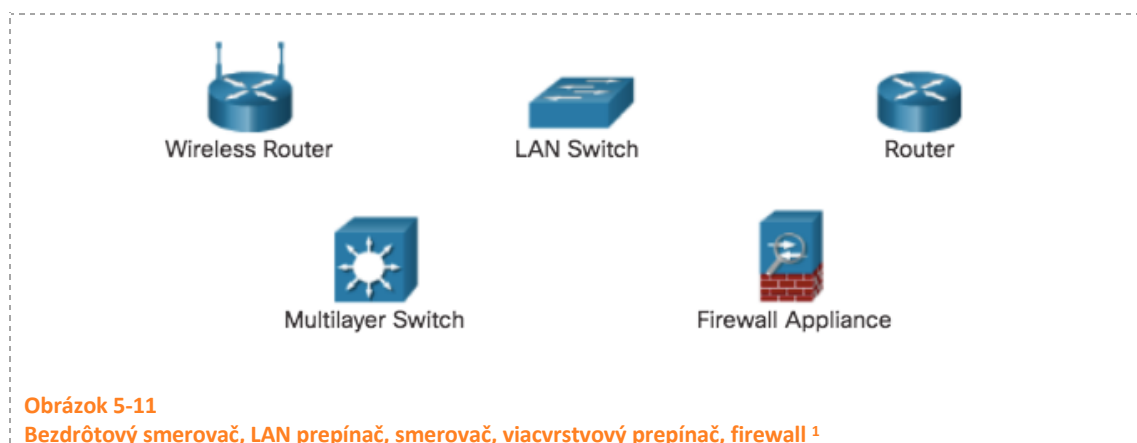 Wireless Router
LAN Switch
Router
Multilayer Switch
Firewall Appliance
Obrázok 5-11
Bezdrôtový smerovač, LAN prepínač, smerovač, viacvrstvový prepínač, firewall ¹